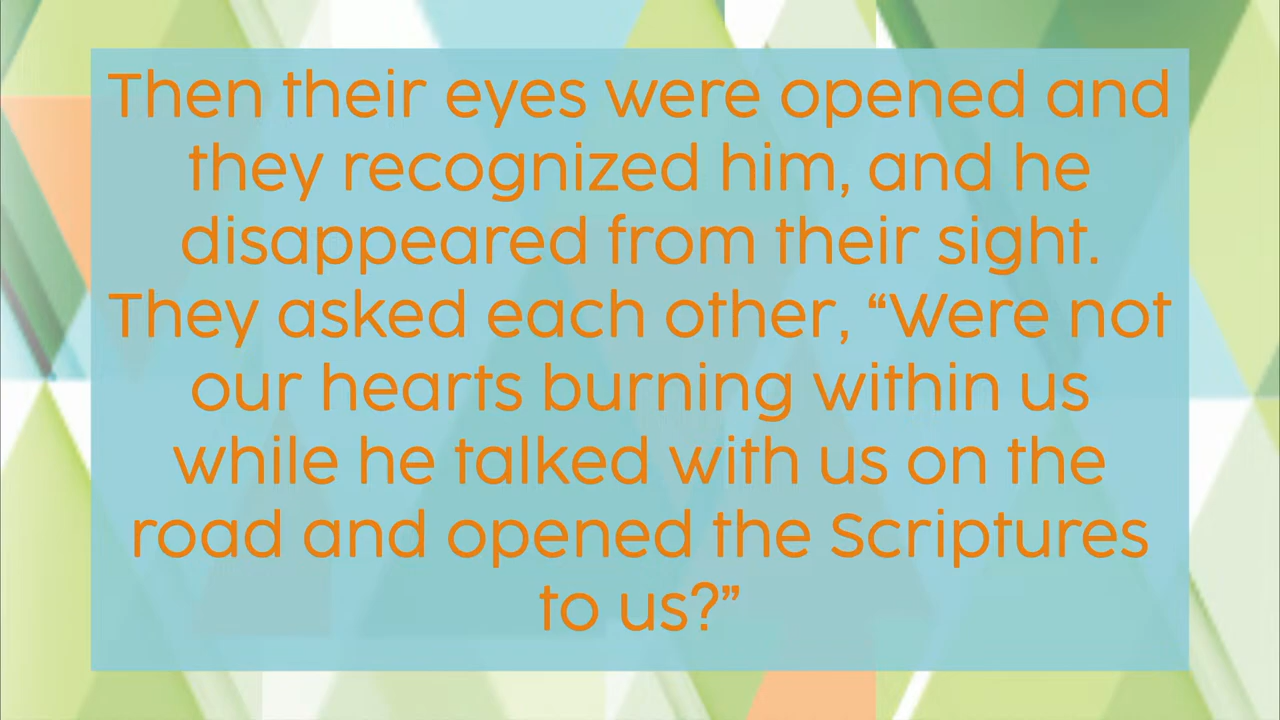 Then their eyes were opened and
they recognized him, and he
disappeared from their sight.
They asked each other, “Were not
our hearts burning within us
while he talked with us on the
road and opened the Scriptures
to us?”